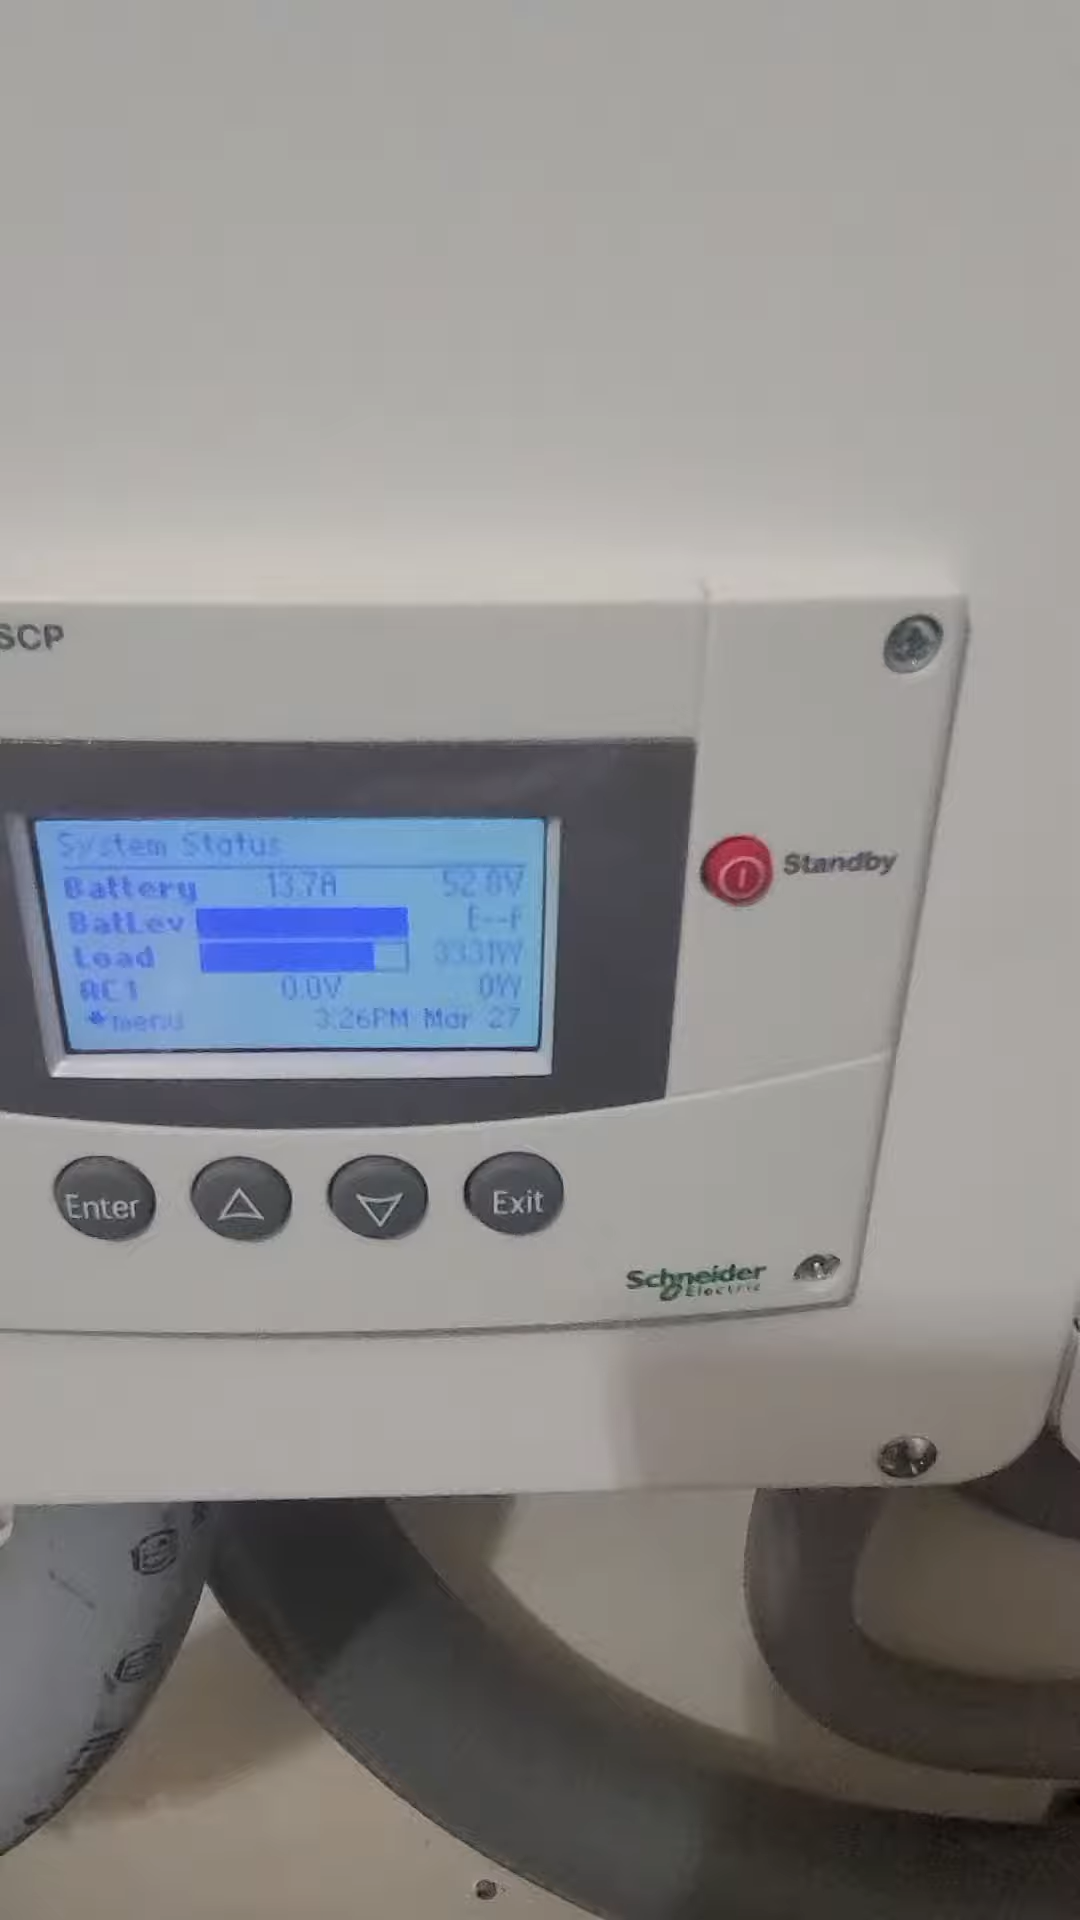 SCP
System Status
Battery 13.7A 52.8V
BatLev E--F
Load 3331W
AC1 0.0V 0W
menu 3:26PM Mar 27
Standby
Enter
Exit
Schneider
Electric